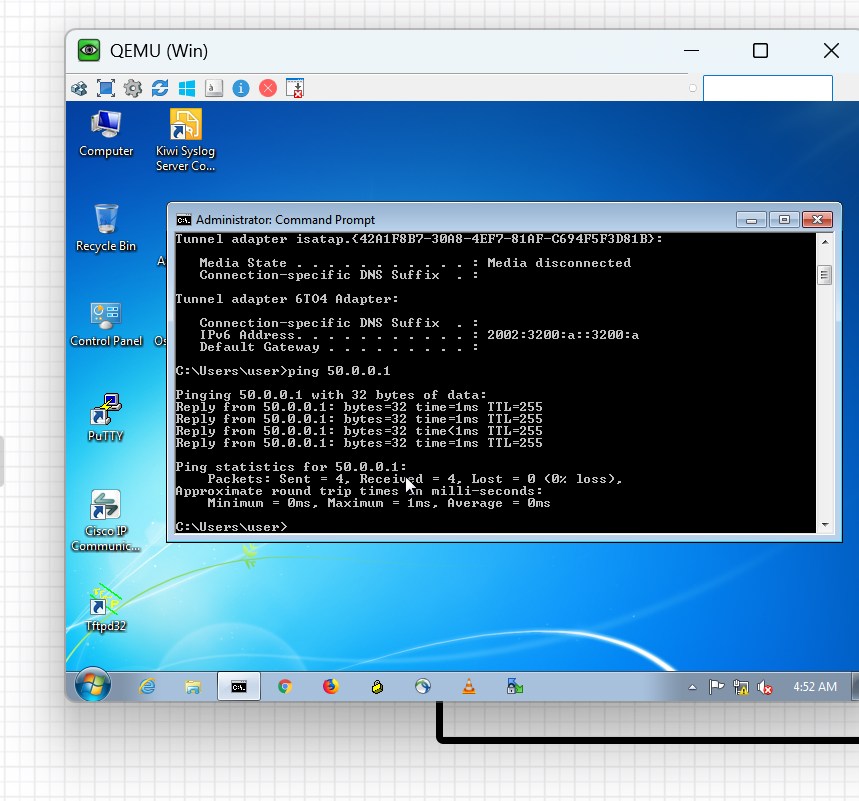 QEMU (Win)
Computer
Kiwi Syslog
Server Co...
Recycle Bin
A
Control Panel
Os
PuTTY
Cisco IP
Communic...
Tftpd32
Administrator: Command Prompt
Tunnel adapter isatap.{42A1F8B7-30A8-4EF7-81AF-C694F5F3D81B}:
Media State . . . . . . . . . . . : Media disconnected
Connection-specific DNS Suffix  . :
Tunnel adapter 6TO4 Adapter:
Connection-specific DNS Suffix  . :
IPv6 Address. . . . . . . . . . . : 2002:3200:a::3200:a
Default Gateway . . . . . . . . . :
C:\Users\user>ping 50.0.0.1
Pinging 50.0.0.1 with 32 bytes of data:
Reply from 50.0.0.1: bytes=32 time=1ms TTL=255
Reply from 50.0.0.1: bytes=32 time=1ms TTL=255
Reply from 50.0.0.1: bytes=32 time<1ms TTL=255
Reply from 50.0.0.1: bytes=32 time=1ms TTL=255
Ping statistics for 50.0.0.1:
Packets: Sent = 4, Received = 4, Lost = 0 (0% loss),
Approximate round trip times in milli-seconds:
Minimum = 0ms, Maximum = 1ms, Average = 0ms
C:\Users\user>
4:52 AM